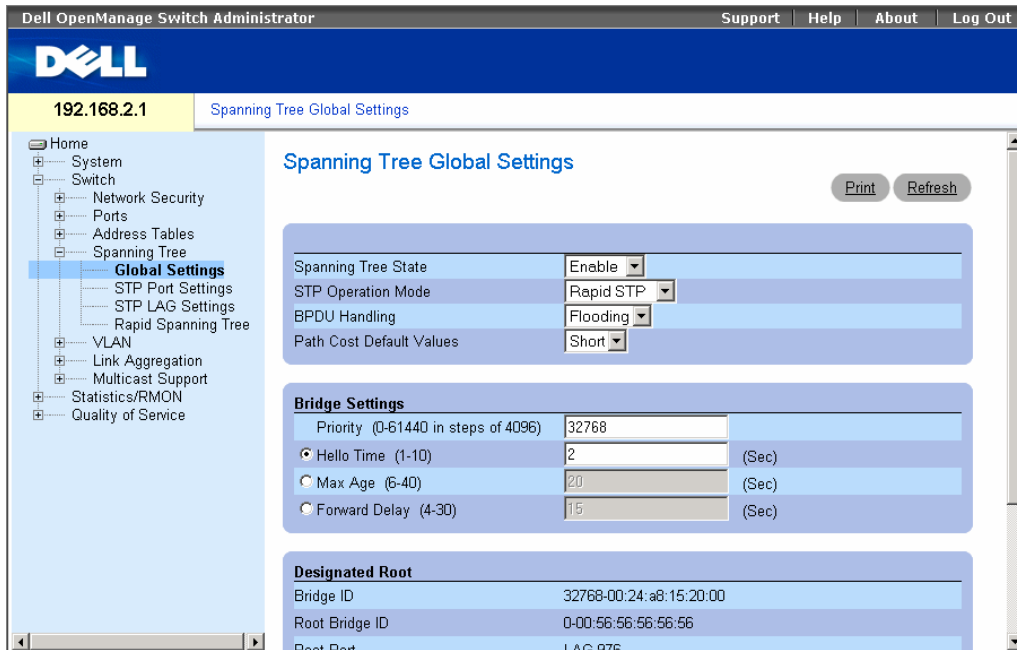 Dell OpenManage Switch Administrator Support Help About Log Out
DELL
192.168.2.1 Spanning Tree Global Settings
Home
System
Switch
Network Security
Ports
Address Tables
Spanning Tree
Global Settings
STP Port Settings
STP LAG Settings
Rapid Spanning Tree
VLAN
Link Aggregation
Multicast Support
Statistics/RMON
Quality of Service
Spanning Tree Global Settings
Print Refresh
Spanning Tree State Enable
STP Operation Mode Rapid STP
BPDU Handling Flooding
Path Cost Default Values Short
Bridge Settings
Priority (0-61440 in steps of 4096) 32768
Hello Time (1-10) 2 (Sec)
Max Age (6-40) 20 (Sec)
Forward Delay (4-30) 15 (Sec)
Designated Root
Bridge ID 32768-00:24:a8:15:20:00
Root Bridge ID 0-00:56:56:56:56:56
Root Port LAG 976